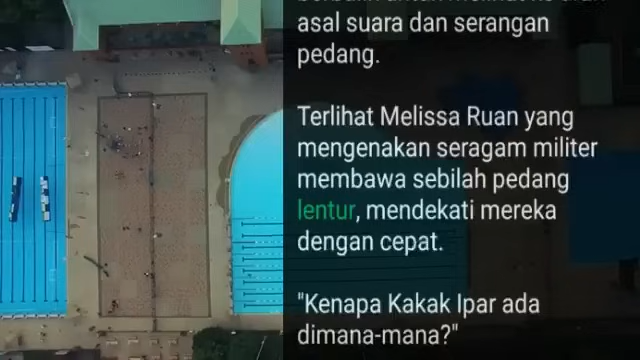 asal suara dan serangan
pedang.
Terlihat Melissa Ruan yang
mengenakan seragam militer
membawa sebilah pedang
lentur, mendekati mereka
dengan cepat.
"Kenapa Kakak Ipar ada
dimana-mana?"